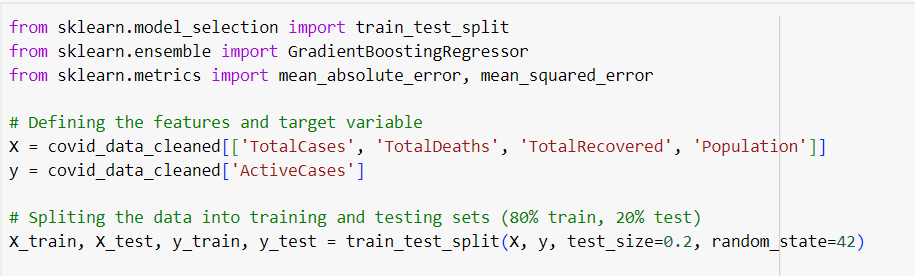 from sklearn.model_selection import train_test_split
from sklearn.ensemble import GradientBoostingRegressor
from sklearn.metrics import mean_absolute_error, mean_squared_error
# Defining the features and target variable
X = covid_data_cleaned[['TotalCases', 'TotalDeaths', 'TotalRecovered', 'Population']]
y = covid_data_cleaned['ActiveCases']
# Spliting the data into training and testing sets (80% train, 20% test)
X_train, X_test, y_train, y_test = train_test_split(X, y, test_size=0.2, random_state=42)